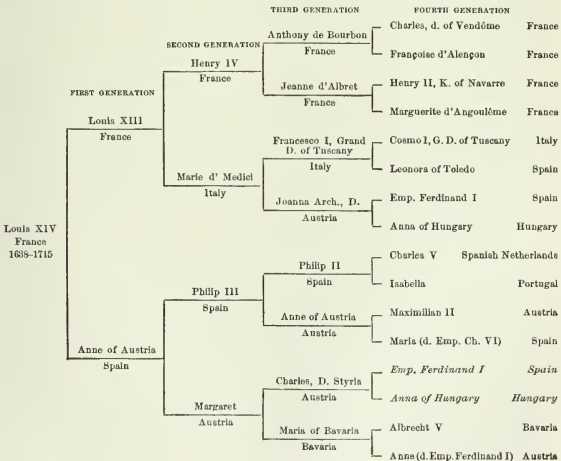 THIRD GENERATION
FOURTH GENERATION
SECOND GENERATION
FIRST GENERATION
Anthony de Bourbon
France
Charles, d. of Vendôme France
Françoise d'Alençon France
Henry IV
France
Jeanne d'Albret
France
Henry II, K. of Navarre France
Marguerite d'Angoulême France
Louis XIII
France
Francesco I, Grand
D. of Tuscany
Italy
Cosmo I, G. D. of Tuscany Italy
Leonora of Toledo Spain
Marie d' Medici
Italy
Joanna Arch., D.
Austria
Emp. Ferdinand I Spain
Anna of Hungary Hungary
Louis XIV
France
1638–1715
Philip II
Spain
Charles V Spanish Netherlands
Isabella Portugal
Philip III
Spain
Anne of Austria
Austria
Maximilian II Austria
Maria (d. Emp. Ch. VI) Spain
Anne of Austria
Spain
Charles, D. Styria
Austria
Emp. Ferdinand I Spain
Anna of Hungary Hungary
Margaret
Austria
Maria of Bavaria
Bavaria
Albrecht V Bavaria
Anne (d. Emp. Ferdinand I) Austria